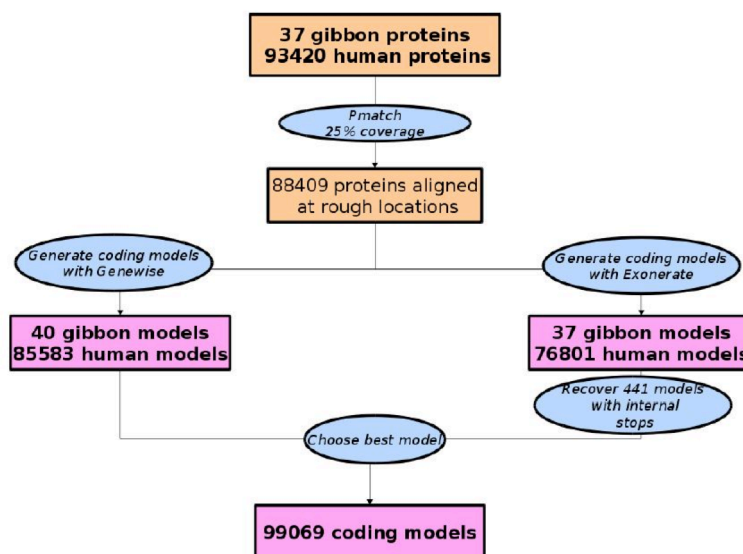 37 gibbon proteins
93420 human proteins
Pmatch
25% coverage
88409 proteins aligned
at rough locations
Generate coding models
with Genewise
Generate coding models
with Exonerate
40 gibbon models
85583 human models
37 gibbon models
76801 human models
Recover 441 models
with internal
stops
Choose best model
99069 coding models